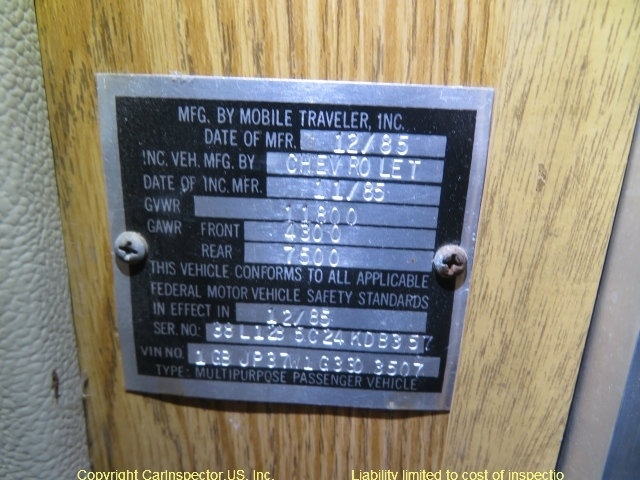 MFG. BY MOBILE TRAVELER, INC.
DATE OF MFR. 12/85
INC. VEH. MFG. BY CHEVROLET
DATE OF INC. MFR. 11/85
GVWR 11800
GAWR FRONT 4300
REAR 7500
THIS VEHICLE CONFORMS TO ALL APPLICABLE
FEDERAL MOTOR VEHICLE SAFETY STANDARDS
IN EFFECT IN 12/85
SER. NO:
VIN NO. 1GBJP37W1G3303507
TYPE: MULTIPURPOSE PASSENGER VEHICLE
Copyright CarInspector.US, Inc. Liability limited to cost of inspectio